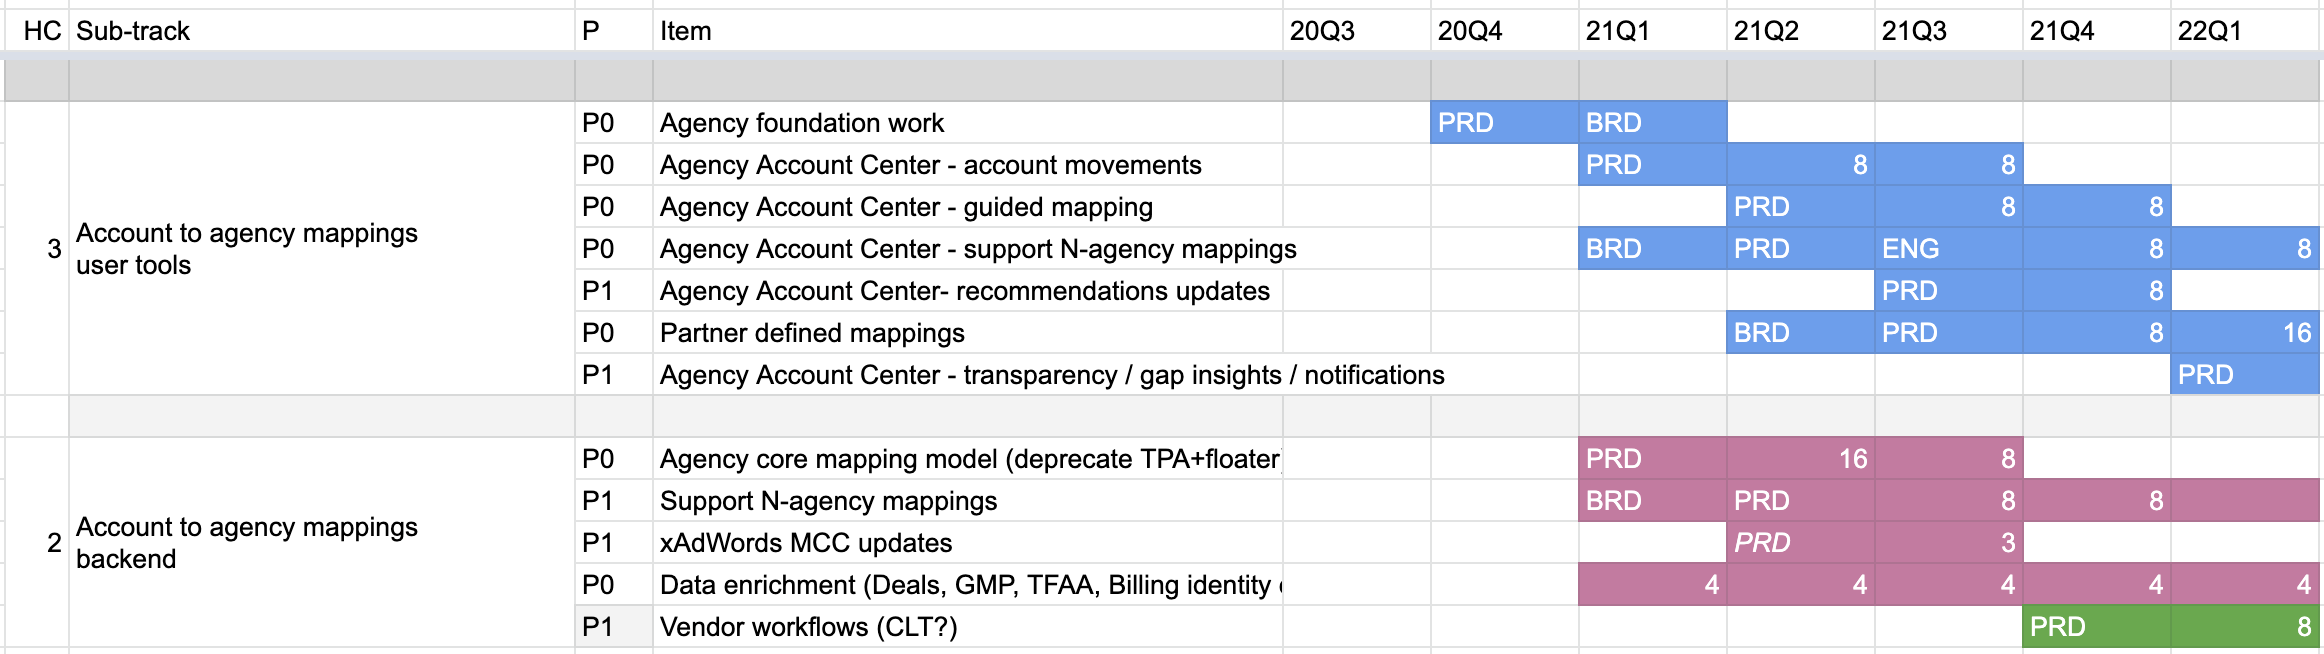 HC Sub-track P Item 20Q3 20Q4 21Q1 21Q2 21Q3 21Q4 22Q1
P0 Agency foundation work PRD BRD
P0 Agency Account Center - account movements PRD 8 8
P0 Agency Account Center - guided mapping PRD 8 8
3 Account to agency mappings
user tools
P0 Agency Account Center - support N-agency mappings BRD PRD ENG 8 8
P1 Agency Account Center- recommendations updates PRD 8
P0 Partner defined mappings BRD PRD 8 16
P1 Agency Account Center - transparency / gap insights / notifications PRD
P0 Agency core mapping model (deprecate TPA+floater) PRD 16 8
P1 Support N-agency mappings BRD PRD 8 8
2 Account to agency mappings
backend
P1 xAdWords MCC updates PRD 3
P0 Data enrichment (Deals, GMP, TFAA, Billing identity 4 4 4 4 4
P1 Vendor workflows (CLT?) PRD 8